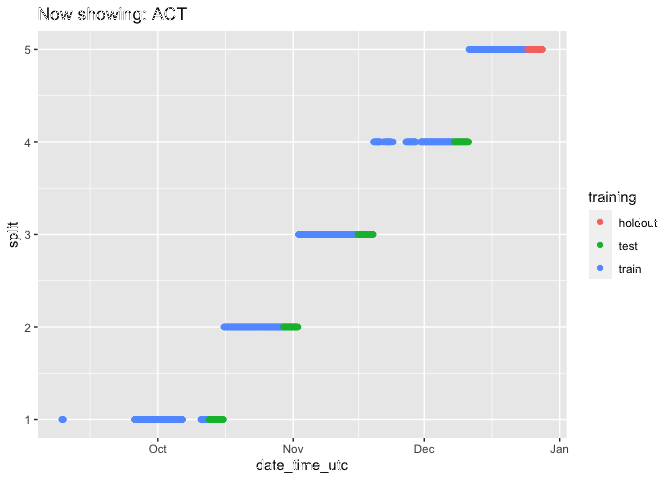 Now showing: ACT
5
4
3
2
1
split
Oct
Nov
Dec
Jan
date_time_utc
training
holdout
test
train